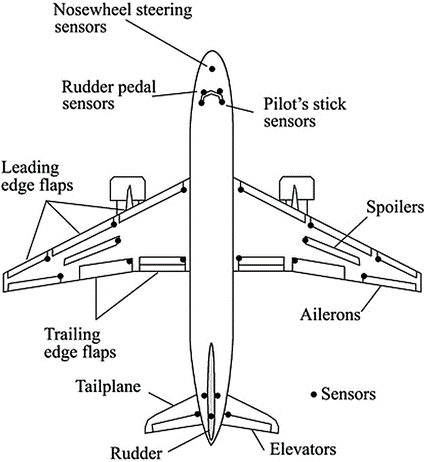 Nosewheel steering
sensors
Rudder pedal
sensors
Pilot's stick
sensors
Leading
edge flaps
Spoilers
Ailerons
Trailing
edge flaps
Tailplane
Sensors
Rudder
Elevators